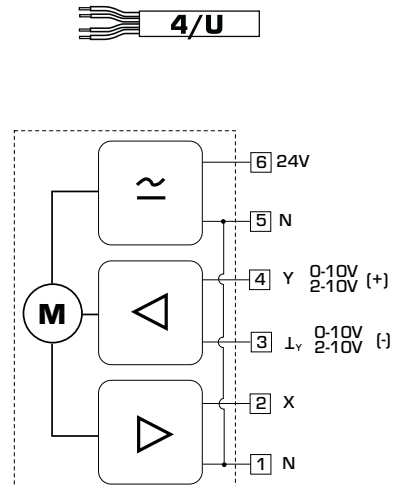 4/U
6 24V
5 N
4 Y 0-10V (+)
2-10V
3 ⊥Y 0-10V (-)
2-10V
M
2 X
1 N